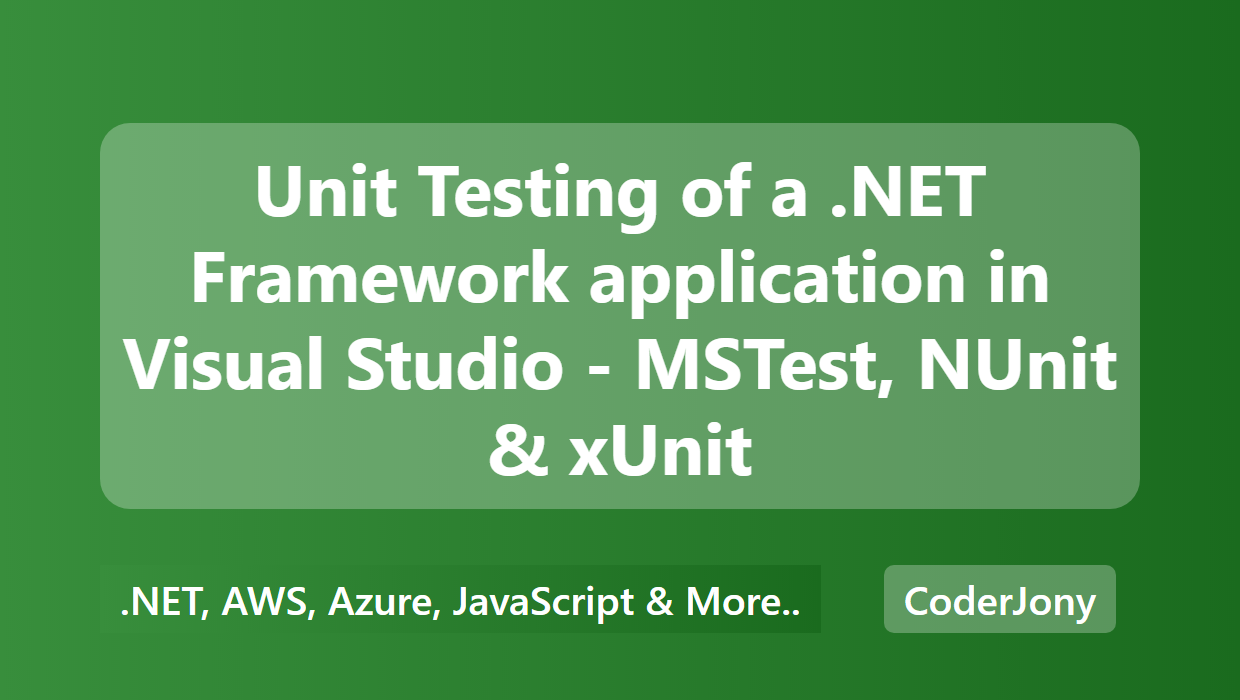 Unit Testing of a .NET
Framework application in
Visual Studio - MSTest, NUnit
& xUnit
.NET, AWS, Azure, JavaScript & More..
CoderJony